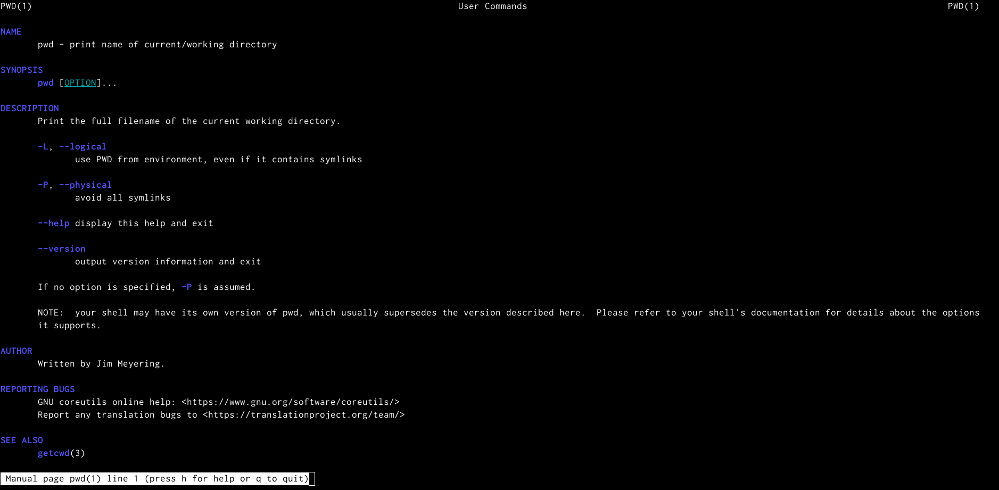 PWD(1) User Commands PWD(1)
NAME
pwd - print name of current/working directory
SYNOPSIS
pwd [OPTION]...
DESCRIPTION
Print the full filename of the current working directory.
-L, --logical
use PWD from environment, even if it contains symlinks
-P, --physical
avoid all symlinks
--help display this help and exit
--version
output version information and exit
If no option is specified, -P is assumed.
NOTE:  your shell may have its own version of pwd, which usually supersedes the version described here.  Please refer to your shell's documentation for details about the options
it supports.
AUTHOR
Written by Jim Meyering.
REPORTING BUGS
GNU coreutils online help: <https://www.gnu.org/software/coreutils/>
Report any translation bugs to <https://translationproject.org/team/>
SEE ALSO
getcwd(3)
Manual page pwd(1) line 1 (press h for help or q to quit)